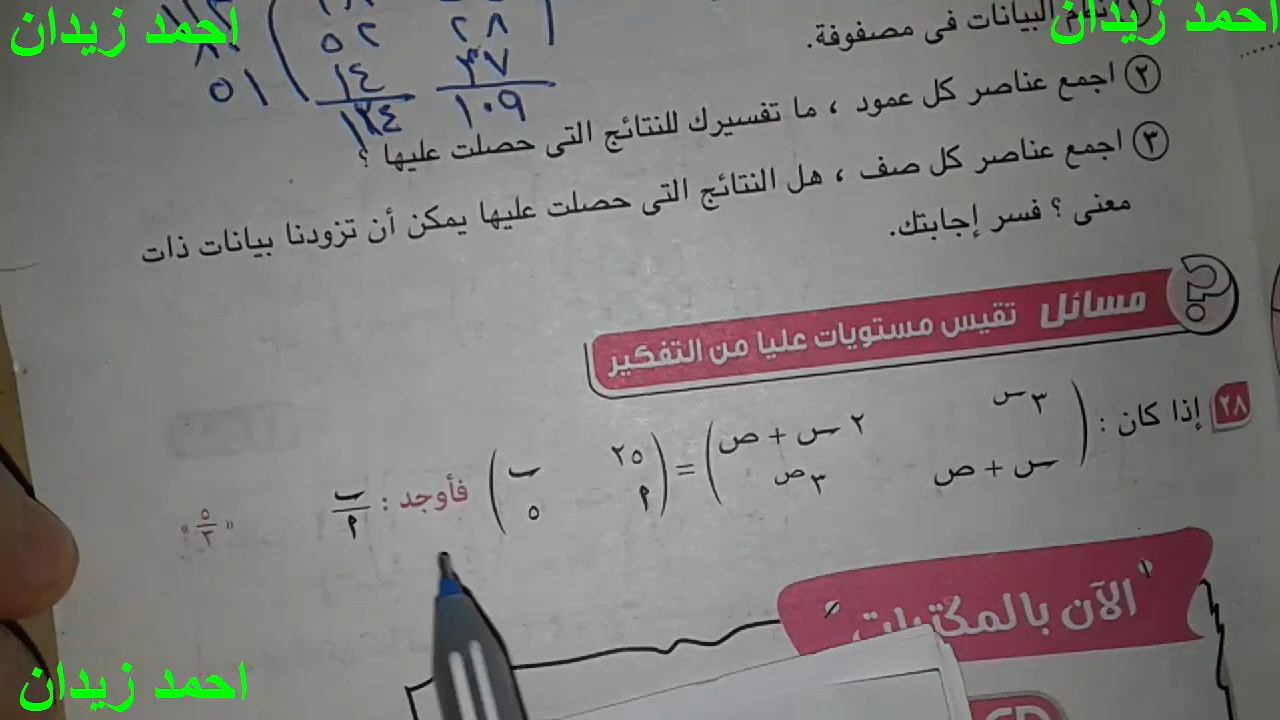 احمد زيدان
احمد زيدان
٥٢ ٢٨
٥١ ١٤ ٣٧
١٣٤ ١٠٩
البيانات فى مصفوفة.
٢ اجمع عناصر كل عمود ، ما تفسيرك للنتائج التى حصلت عليها ؟
٣ اجمع عناصر كل صف ، هل النتائج التى حصلت عليها يمكن أن تزودنا بيانات ذات
معنى ؟ فسر إجابتك.
مسائل تقيس مستويات عليا من التفكير
٢٨ إذا كان : ( ٣س ٢ س + ص ) = ( ٢٥ ب ) فأوجد : ب/أ « ٥/٣ »
س + ص ٣ص أ ٥
الآن بالمكتبات
احمد زيدان